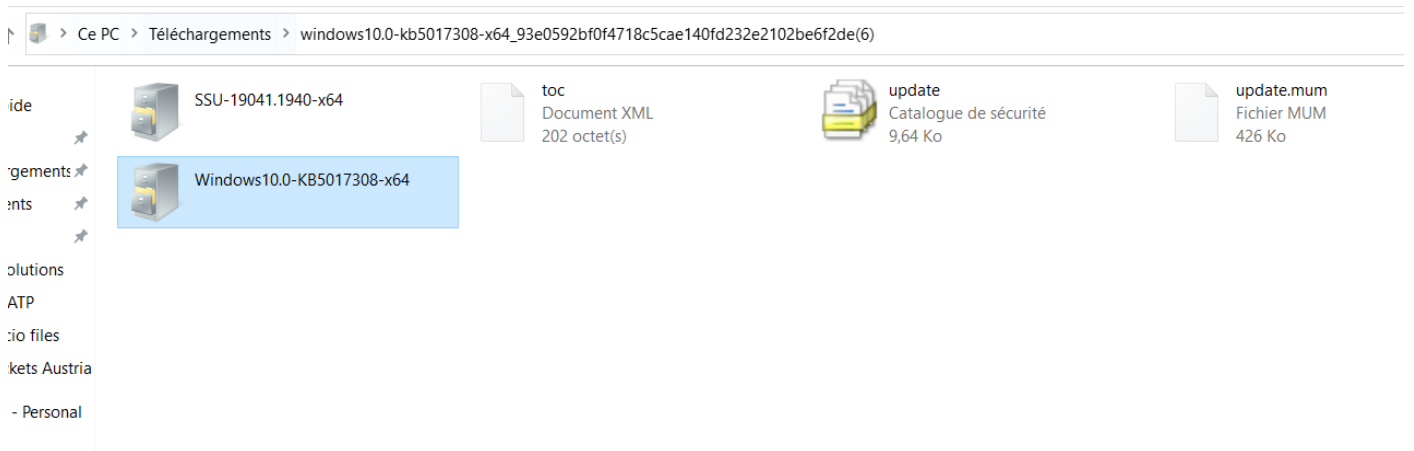 Ce PC > Téléchargements > windows10.0-kb5017308-x64_93e0592bf0f4718c5cae140fd232e2102be6f2de(6)
ide
rgements
ents
olutions
ATP
cio files
kets Austria
- Personal
SSU-19041.1940-x64
Windows10.0-KB5017308-x64
toc
Document XML
202 octet(s)
update
Catalogue de sécurité
9,64 Ko
update.mum
Fichier MUM
426 Ko